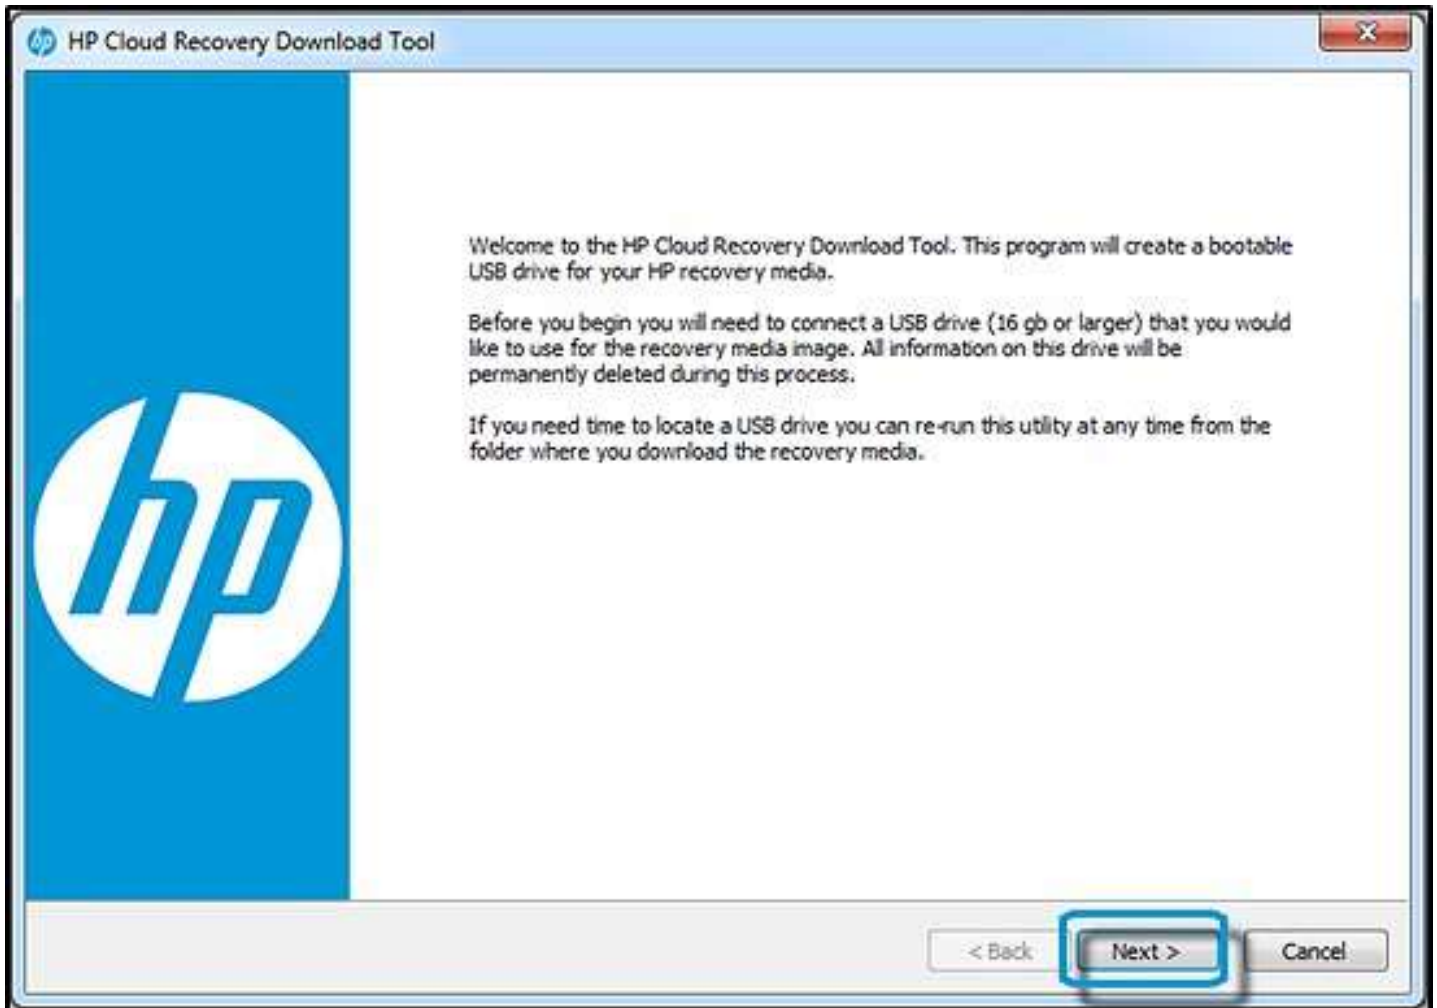 HP Cloud Recovery Download Tool
Welcome to the HP Cloud Recovery Download Tool. This program will create a bootable
USB drive for your HP recovery media.
Before you begin you will need to connect a USB drive (16 gb or larger) that you would
like to use for the recovery media image. All information on this drive will be
permanently deleted during this process.
If you need time to locate a USB drive you can re-run this utility at any time from the
folder where you download the recovery media.
hp
< Back Next > Cancel